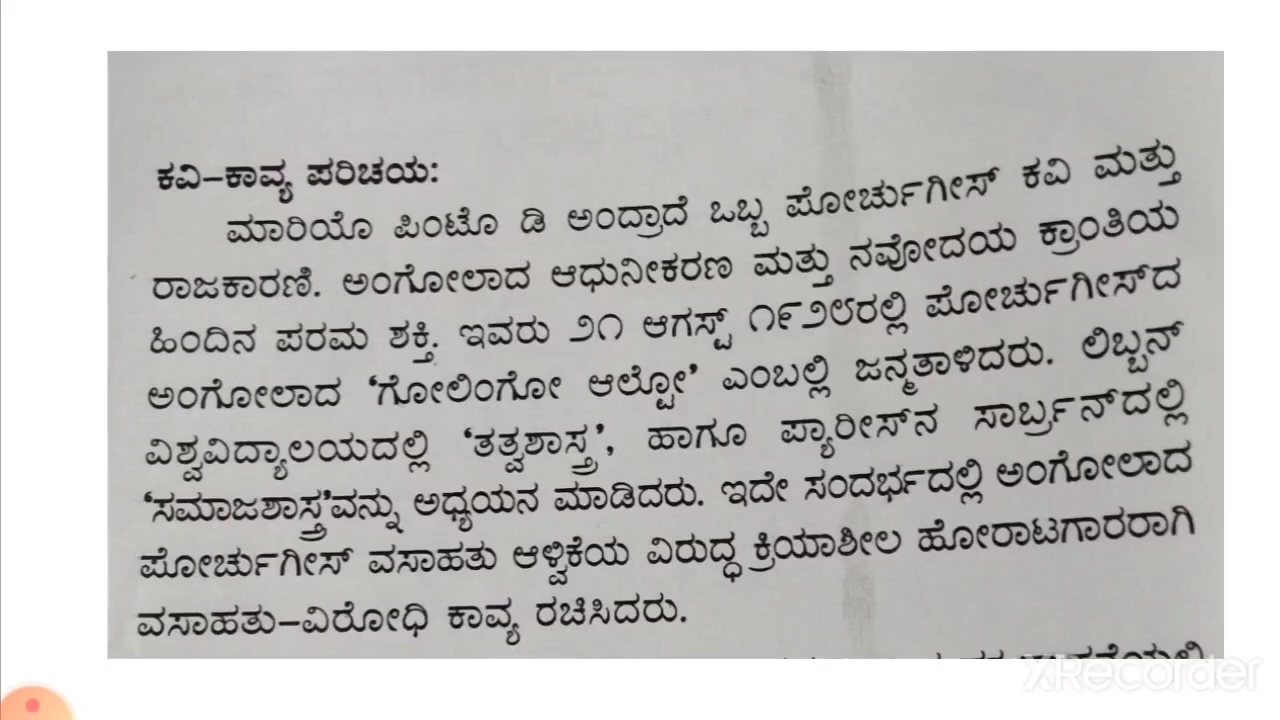 ಕವಿ–ಕಾವ್ಯ ಪರಿಚಯ:
ಮಾರಿಯೊ ಪಿಂಟೊ ಡಿ ಅಂದ್ರಾದೆ ಒಬ್ಬ ಪೋರ್ಚುಗೀಸ್ ಕವಿ ಮತ್ತು
ರಾಜಕಾರಣಿ. ಅಂಗೋಲಾದ ಆಧುನೀಕರಣ ಮತ್ತು ನವೋದಯ ಕ್ರಾಂತಿಯ
ಹಿಂದಿನ ಪರಮ ಶಕ್ತಿ. ಇವರು ೨೧ ಆಗಸ್ಟ್ ೧೯೨೮ರಲ್ಲಿ ಪೋರ್ಚುಗೀಸ್‌ದ
ಅಂಗೋಲಾದ ‘ಗೋಲಿಂಗೋ ಆಲ್ಟೋ’ ಎಂಬಲ್ಲಿ ಜನ್ಮತಾಳಿದರು. ಲಿಬ್ಬನ್
ವಿಶ್ವವಿದ್ಯಾಲಯದಲ್ಲಿ ‘ತತ್ವಶಾಸ್ತ್ರ’, ಹಾಗೂ ಪ್ಯಾರೀಸ್‌ನ ಸಾರ್ಬ್ರನ್‌ದಲ್ಲಿ
‘ಸಮಾಜಶಾಸ್ತ್ರ’ವನ್ನು ಅಧ್ಯಯನ ಮಾಡಿದರು. ಇದೇ ಸಂದರ್ಭದಲ್ಲಿ ಅಂಗೋಲಾದ
ಪೋರ್ಚುಗೀಸ್ ವಸಾಹತು ಆಳ್ವಿಕೆಯ ವಿರುದ್ಧ ಕ್ರಿಯಾಶೀಲ ಹೋರಾಟಗಾರರಾಗಿ
ವಸಾಹತು–ವಿರೋಧಿ ಕಾವ್ಯ ರಚಿಸಿದರು.
XRecorder